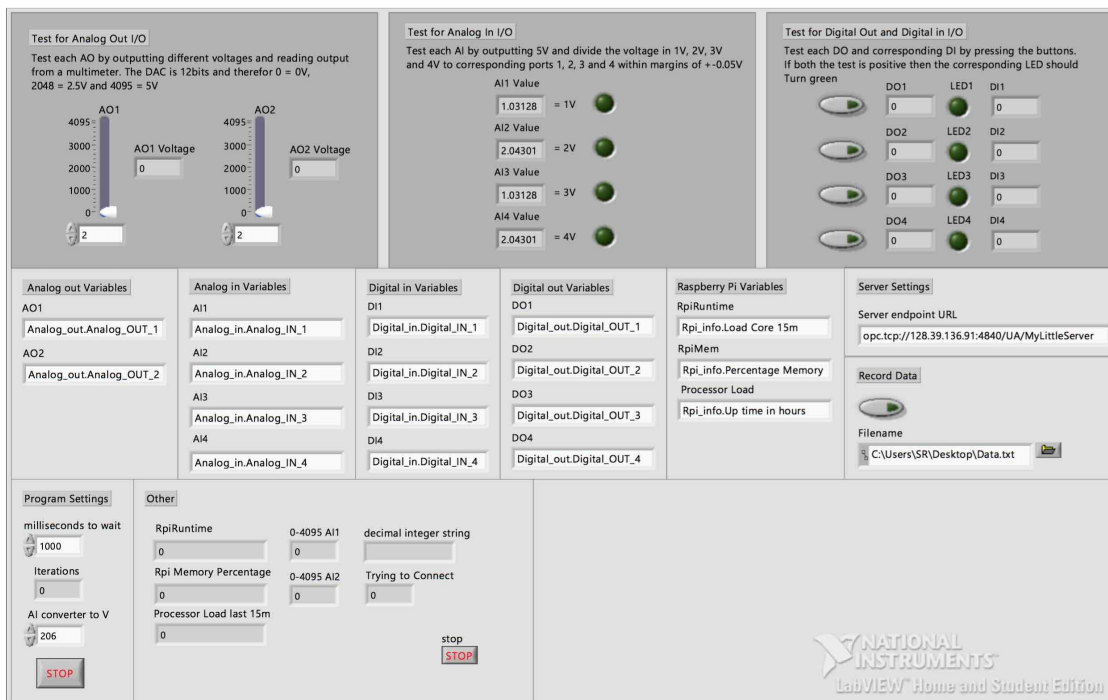 Test for Analog Out I/O
Test each AO by outputting different voltages and reading output
from a multimeter. The DAC is 12bits and therefor 0 = 0V,
2048 = 2.5V and 4095 = 5V
AO1
4095
3000
2000
1000
0
2
AO1 Voltage
0
AO2
4095
3000
2000
1000
0
2
AO2 Voltage
0
Test for Analog In I/O
Test each AI by outputting 5V and divide the voltage in 1V, 2V, 3V
and 4V to corresponding ports 1, 2, 3 and 4 within margins of +-0.05V
AI1 Value
1.03128 = 1V
AI2 Value
2.04301 = 2V
AI3 Value
1.03128 = 3V
AI4 Value
2.04301 = 4V
Test for Digital Out and Digital in I/O
Test each DO and corresponding DI by pressing the buttons.
If both the test is positive then the corresponding LED should
Turn green
DO1 LED1 DI1
0 0
DO2 LED2 DI2
0 0
DO3 LED3 DI3
0 0
DO4 LED4 DI4
0 0
Analog out Variables
AO1
Analog_out.Analog_OUT_1
AO2
Analog_out.Analog_OUT_2
Analog in Variables
AI1
Analog_in.Analog_IN_1
AI2
Analog_in.Analog_IN_2
AI3
Analog_in.Analog_IN_3
AI4
Analog_in.Analog_IN_4
Digital in Variables
DI1
Digital_in.Digital_IN_1
DI2
Digital_in.Digital_IN_2
DI3
Digital_in.Digital_IN_3
DI4
Digital_in.Digital_IN_4
Digital out Variables
DO1
Digital_out.Digital_OUT_1
DO2
Digital_out.Digital_OUT_2
DO3
Digital_out.Digital_OUT_3
DO4
Digital_out.Digital_OUT_4
Raspberry Pi Variables
RpiRuntime
Rpi_info.Load Core 15m
RpiMem
Rpi_info.Percentage Memory
Processor Load
Rpi_info.Up time in hours
Server Settings
Server endpoint URL
opc.tcp://128.39.136.91:4840/UA/MyLittleServer
Record Data
Filename
C:\Users\SR\Desktop\Data.txt
Program Settings
milliseconds to wait
1000
Iterations
0
AI converter to V
206
STOP
Other
RpiRuntime
0
Rpi Memory Percentage
0
Processor Load last 15m
0
0-4095 AI1
0
0-4095 AI2
0
decimal integer string
Trying to Connect
0
stop
STOP
NATIONAL
INSTRUMENTS™
LabVIEW™ Home and Student Edition